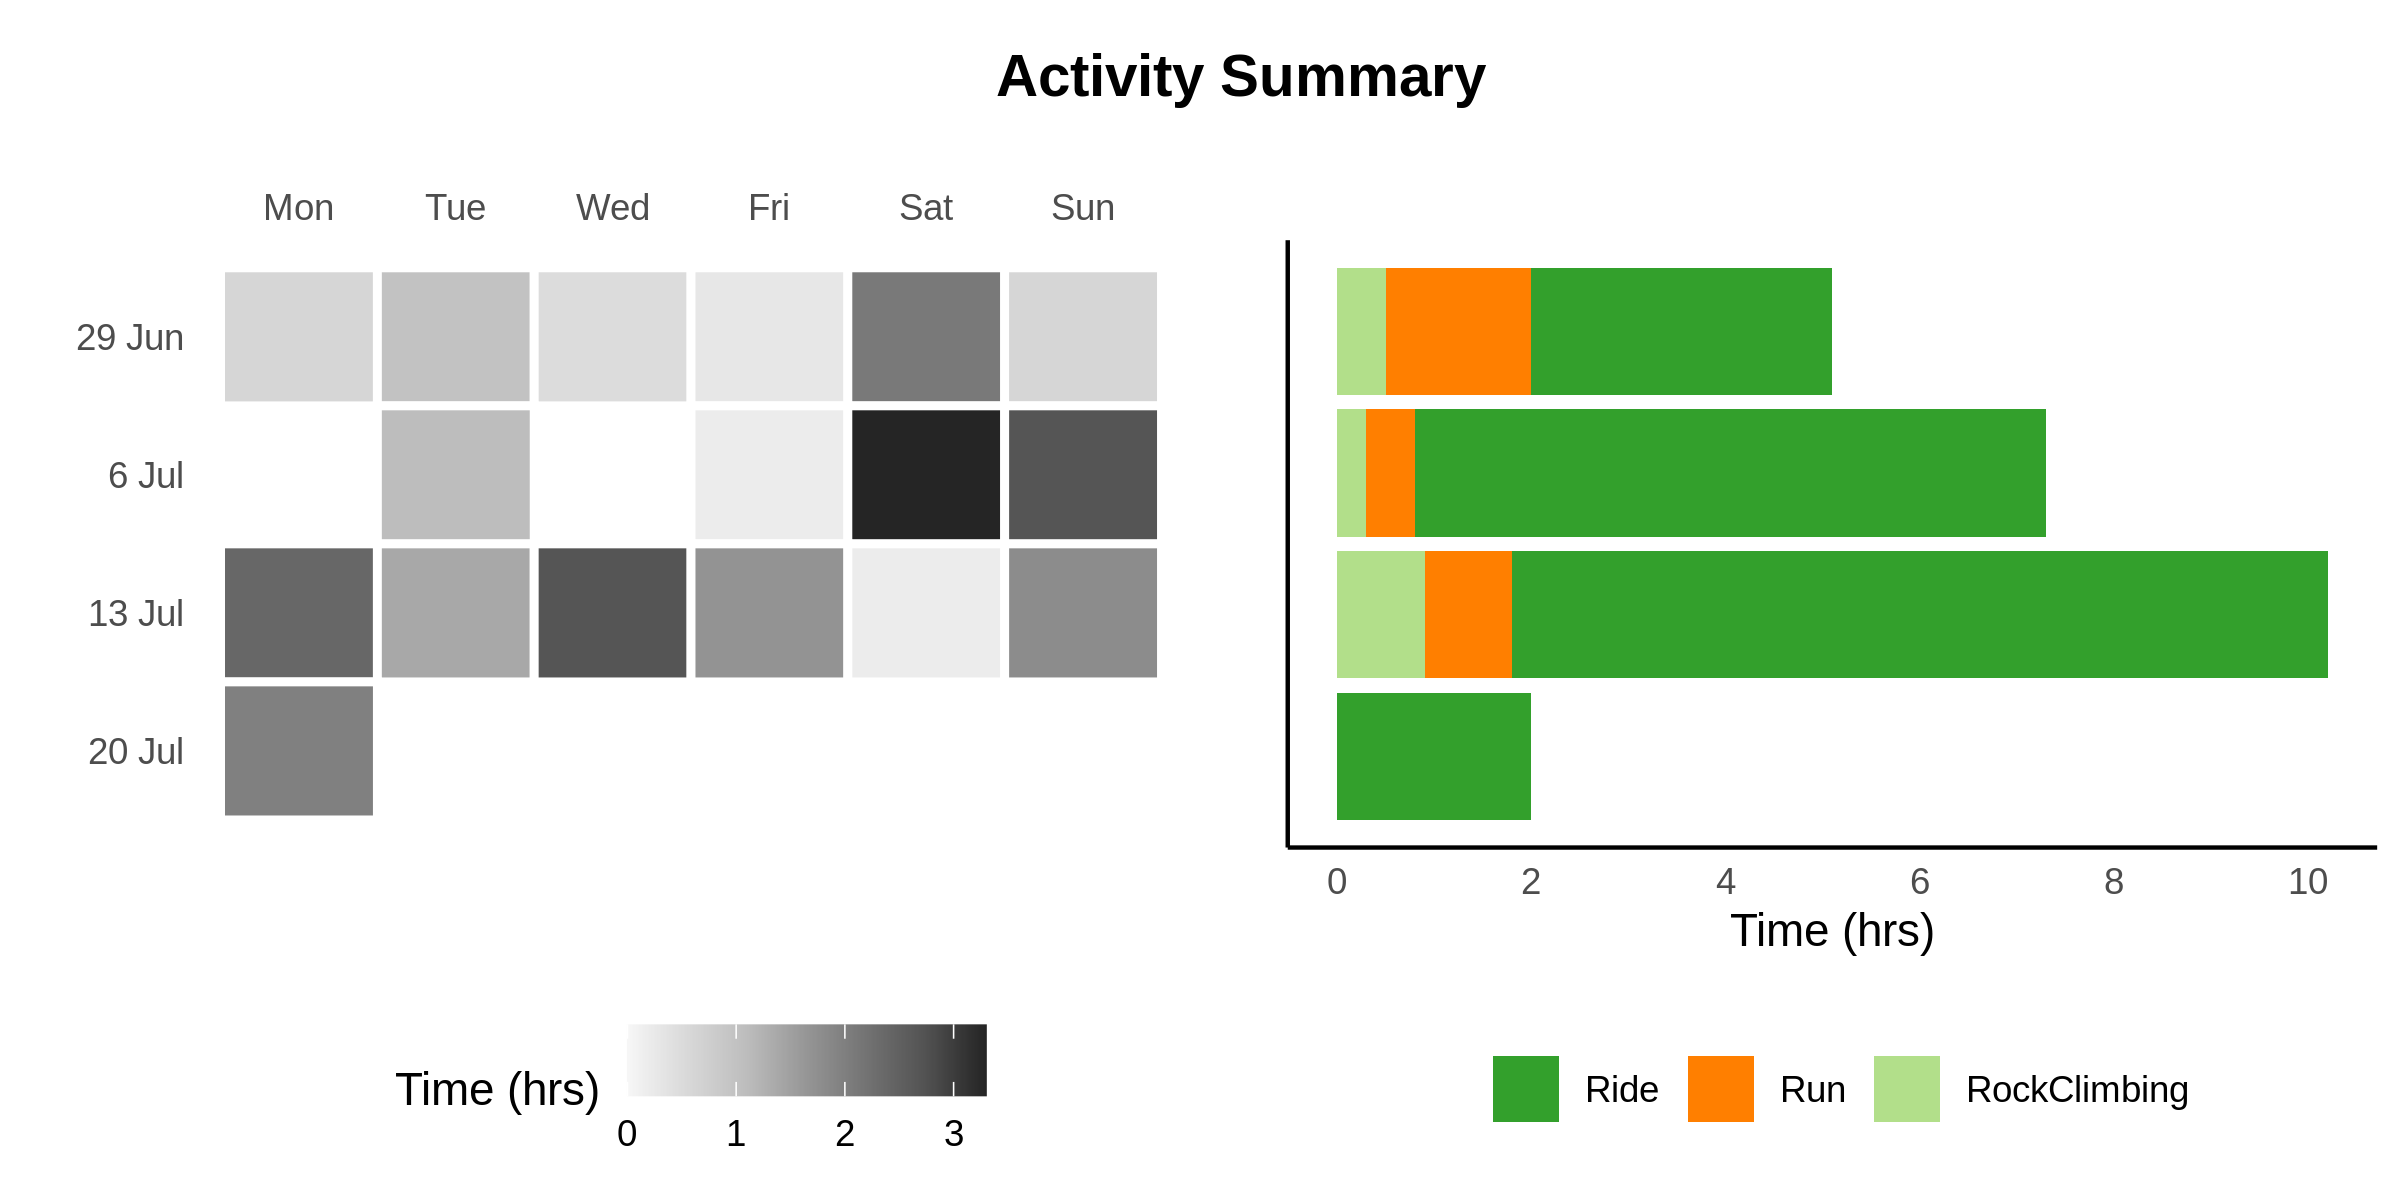 Activity Summary
Mon Tue Wed Fri Sat Sun
29 Jun
6 Jul
13 Jul
20 Jul
0 2 4 6 8 10
Time (hrs)
Time (hrs)
0 1 2 3
Ride Run RockClimbing